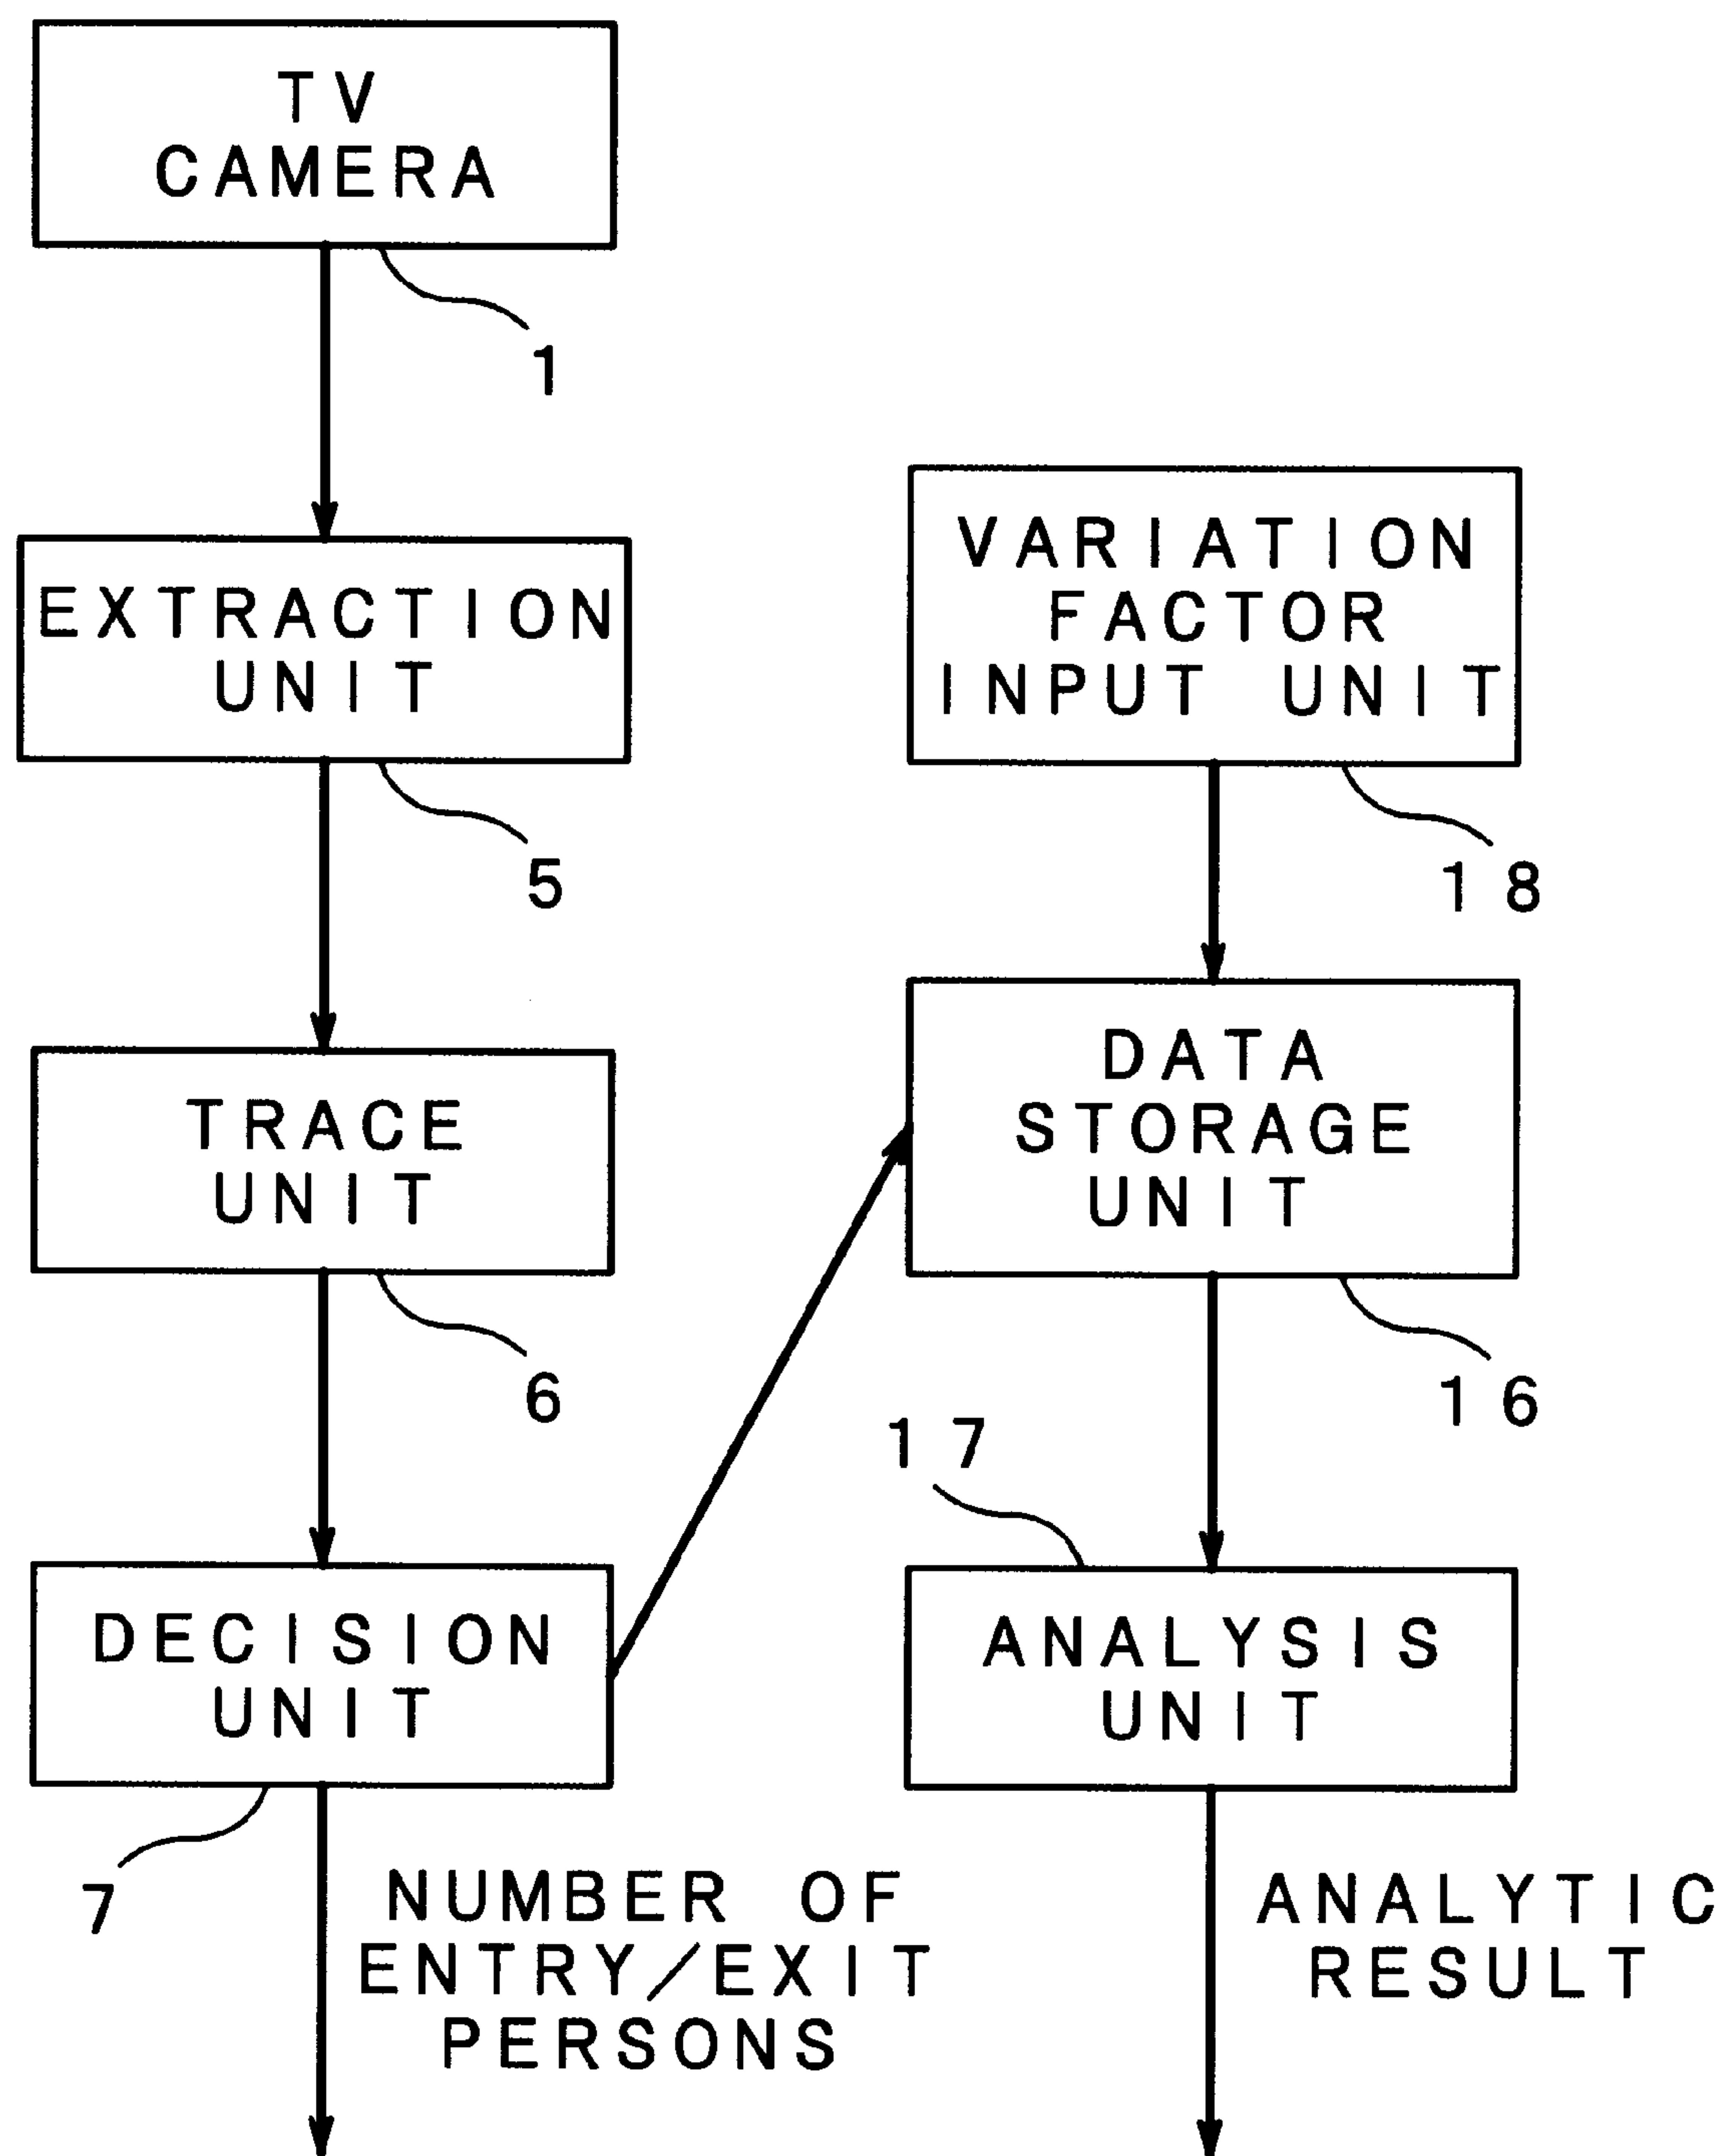 TV
CAMERA
1
EXTRACTION
UNIT
5
TRACE
UNIT
6
DECISION
UNIT
7
NUMBER OF
ENTRY/EXIT
PERSONS
VARIATION
FACTOR
INPUT UNIT
18
DATA
STORAGE
UNIT
16
17
ANALYSIS
UNIT
ANALYTIC
RESULT